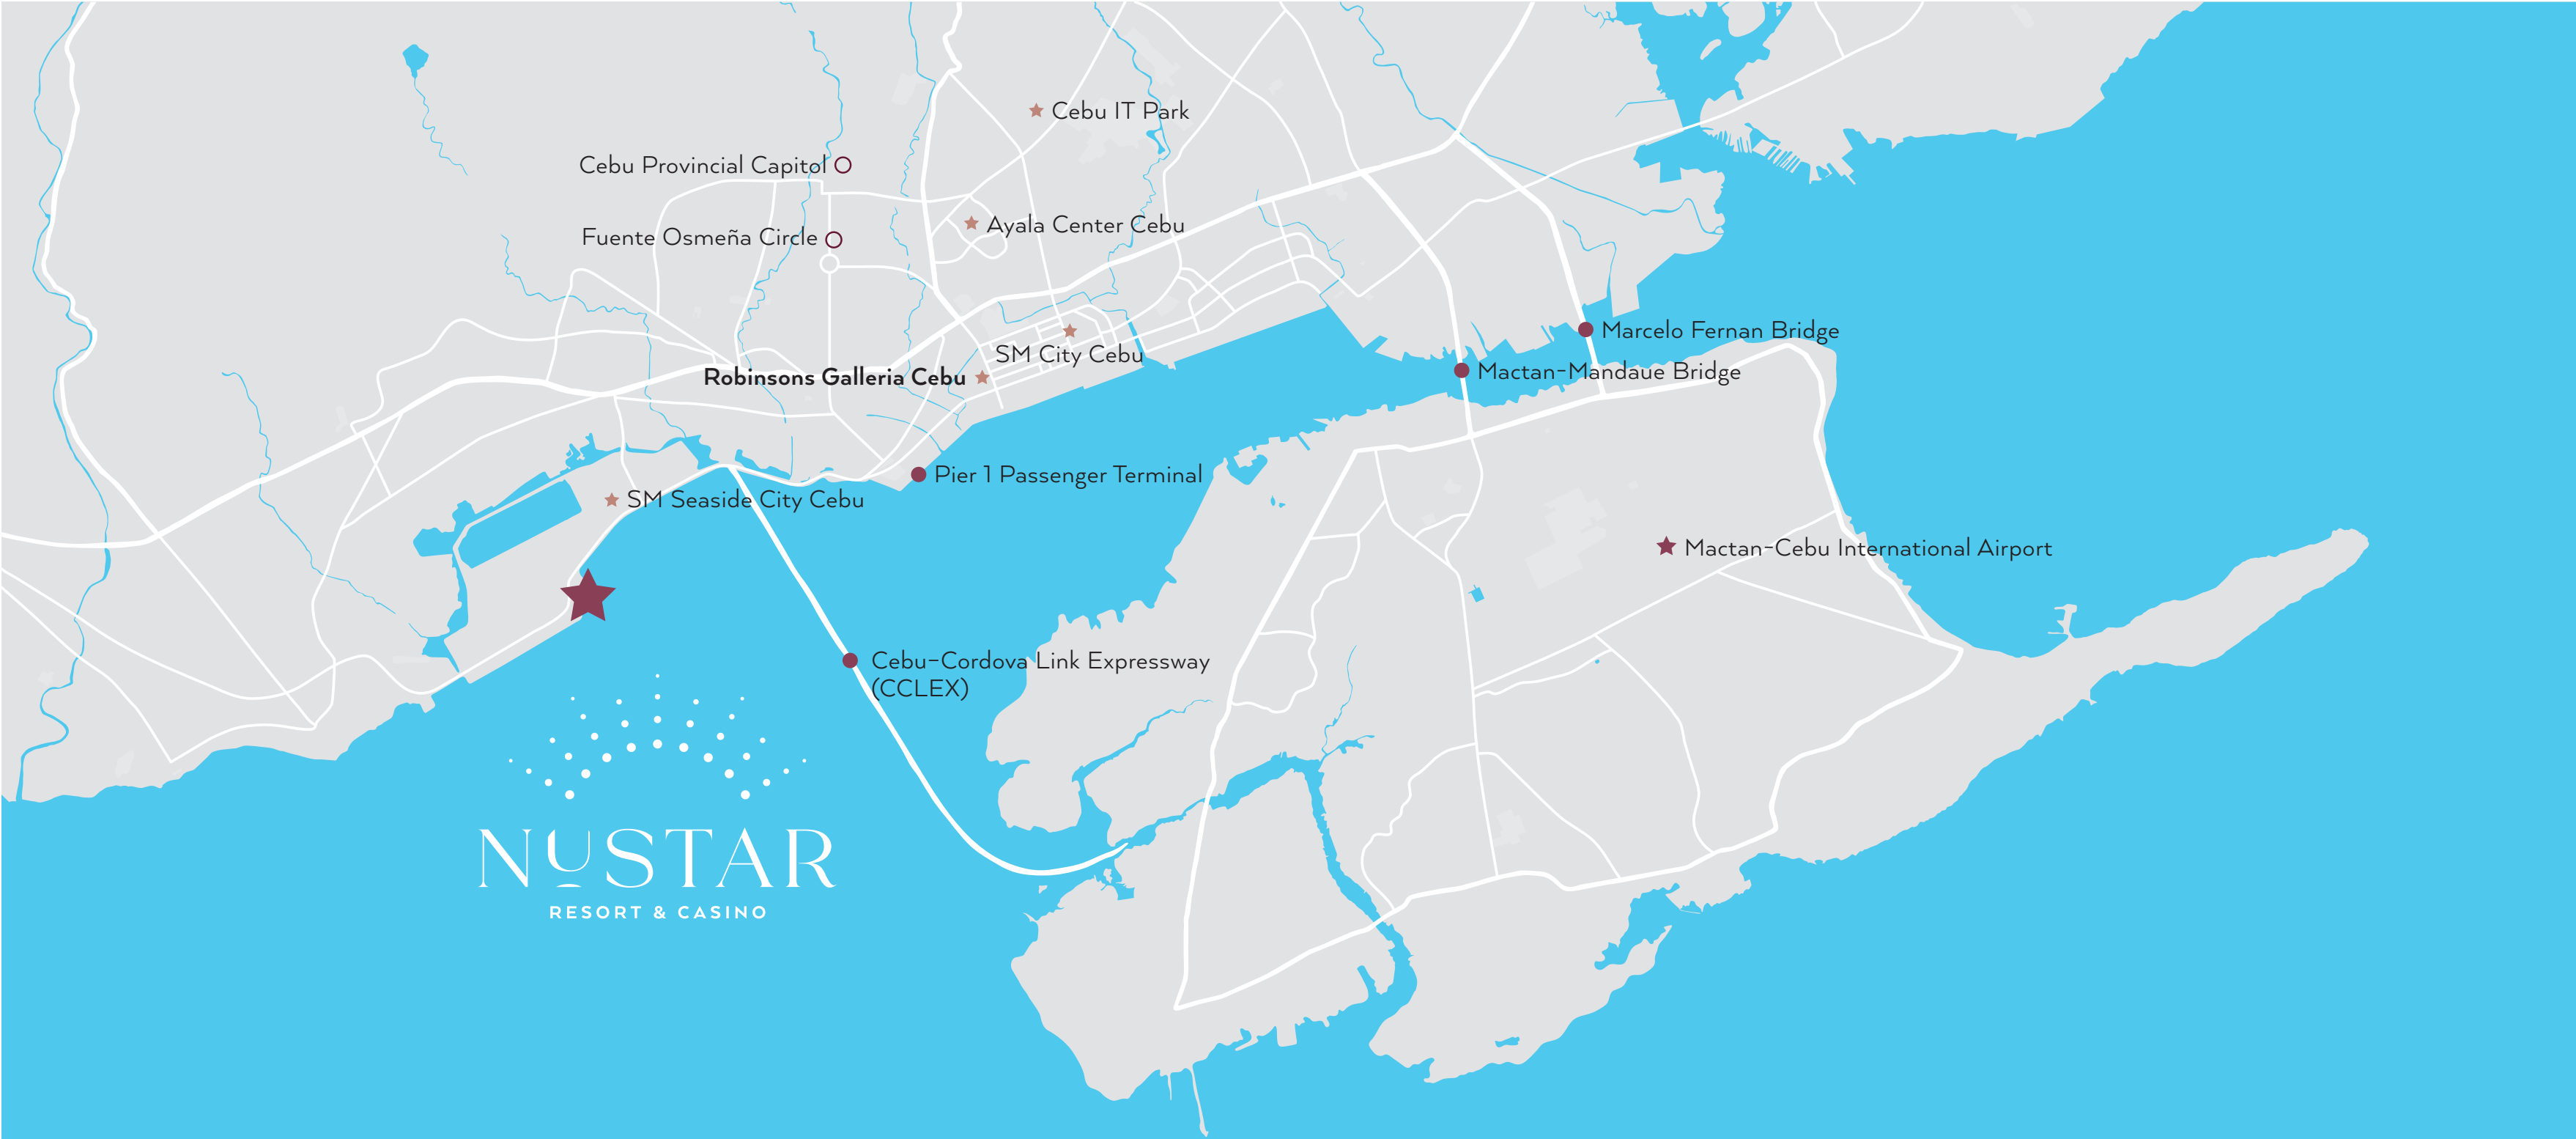 Cebu IT Park
Cebu Provincial Capitol
Ayala Center Cebu
Fuente Osmeña Circle
Marcelo Fernan Bridge
SM City Cebu
Mactan-Mandaue Bridge
Robinsons Galleria Cebu
Pier 1 Passenger Terminal
SM Seaside City Cebu
Mactan-Cebu International Airport
Cebu-Cordova Link Expressway
(CCLEX)
NUSTAR
RESORT & CASINO